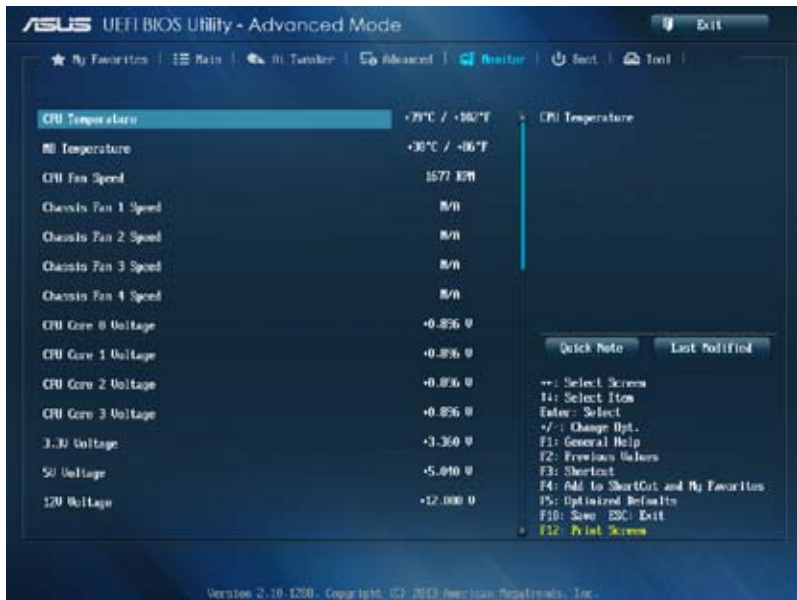 ASUS UEFI BIOS Utility - Advanced Mode
Exit
My Favorites Main Ai Tweaker Advanced Monitor Boot Tool
CPU Temperature +39°C / +102°F
MB Temperature +30°C / +86°F
CPU Fan Speed 1577 RPM
Chassis Fan 1 Speed N/A
Chassis Fan 2 Speed N/A
Chassis Fan 3 Speed N/A
Chassis Fan 4 Speed N/A
CPU Core 0 Voltage +0.896 V
CPU Core 1 Voltage +0.896 V
CPU Core 2 Voltage +0.896 V
CPU Core 3 Voltage +0.896 V
3.3V Voltage +3.360 V
5V Voltage +5.040 V
12V Voltage +12.000 V
CPU Temperature
Quick Note
Last Modified
→←: Select Screen
↑↓: Select Item
Enter: Select
+/-: Change Opt.
F1: General Help
F2: Previous Values
F3: Shortcut
F4: Add to ShortCut and My Favorites
F5: Optimized Defaults
F10: Save ESC: Exit
F12: Print Screen
Version 2.10.1208. Copyright (C) 2013 American Megatrends, Inc.